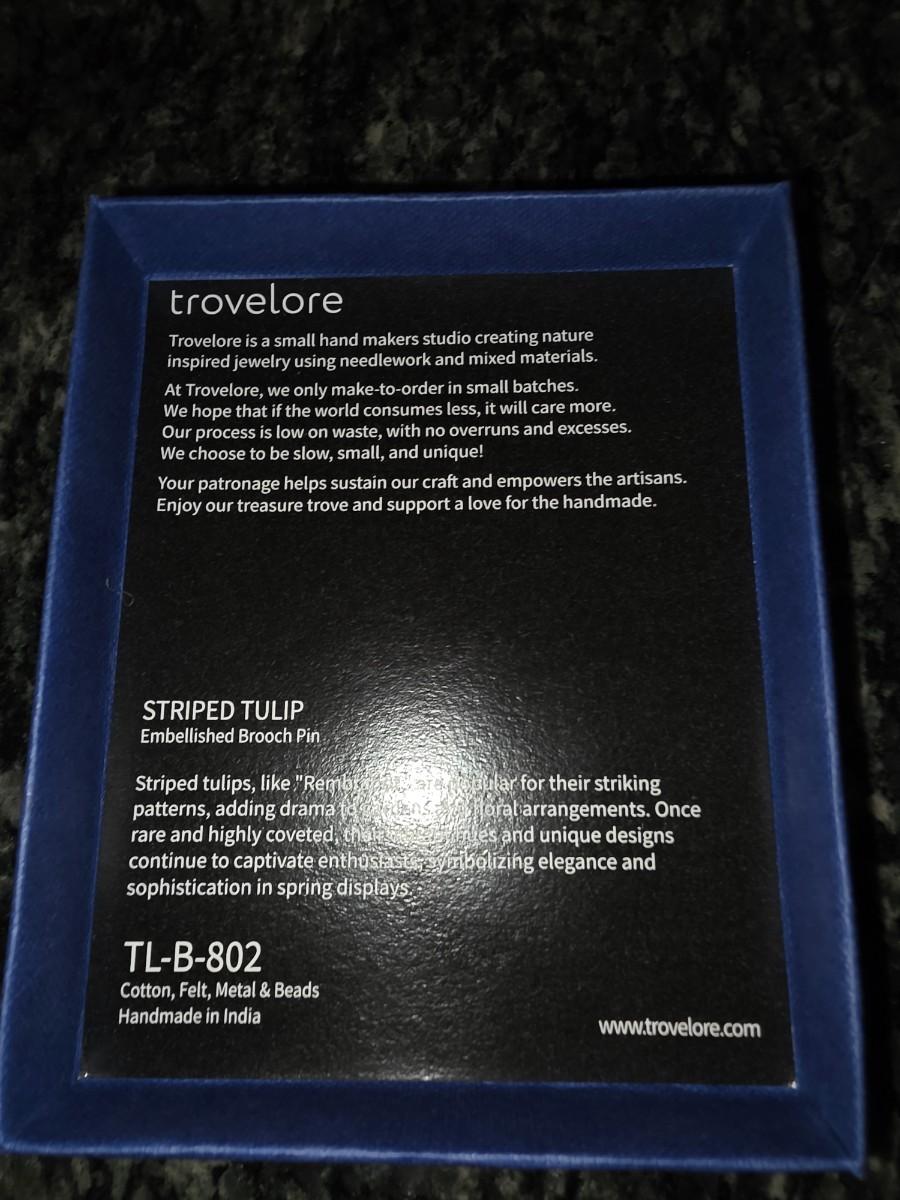 trovelore
Trovelore is a small hand makers studio creating nature
inspired jewelry using needlework and mixed materials.
At Trovelore, we only make-to-order in small batches.
We hope that if the world consumes less, it will care more.
Our process is low on waste, with no overruns and excesses.
We choose to be slow, small, and unique!
Your patronage helps sustain our craft and empowers the artisans.
Enjoy our treasure trove and support a love for the handmade.
STRIPED TULIP
Embellished Brooch Pin
Striped tulips, like are for their striking
patterns, adding drama to floral arrangements. Once
rare and highly coveted, their and unique designs
continue to captivate enthusiasts, symbolizing elegance and
sophistication in spring displays.
TL-B-802
Cotton, Felt, Metal & Beads
Handmade in India
www.trovelore.com